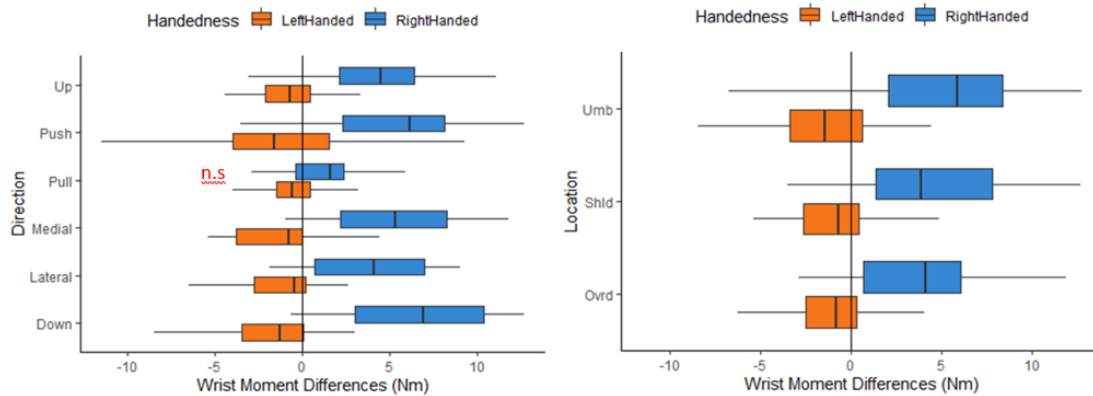 Handedness LeftHanded RightHanded
Direction
Up
Push
n.s
Pull
Medial
Lateral
Down
-10 -5 0 5 10
Wrist Moment Differences (Nm)
Handedness LeftHanded RightHanded
Location
Umb
Shld
Ovrd
-10 -5 0 5 10
Wrist Moment Differences (Nm)